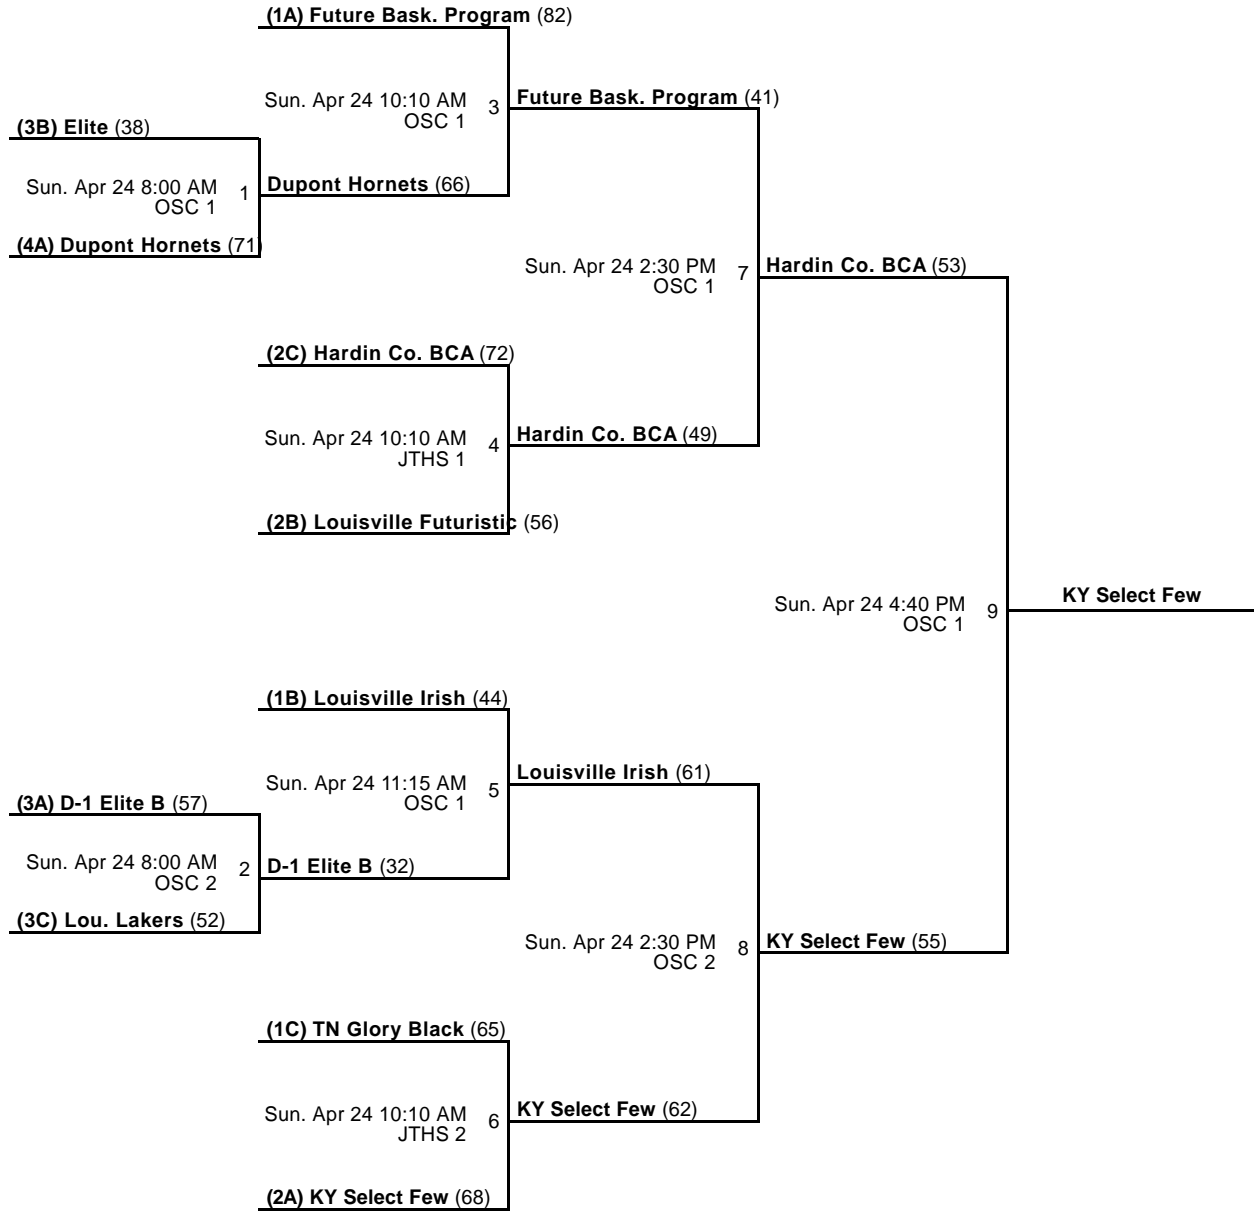 (1A) Future Bask. Program (82)
Sun. Apr 24 10:10 AM 3
OSC 1
Future Bask. Program (41)
(3B) Elite (38)
Sun. Apr 24 8:00 AM 1
OSC 1
Dupont Hornets (66)
(4A) Dupont Hornets (71)
Sun. Apr 24 2:30 PM 7
OSC 1
Hardin Co. BCA (53)
(2C) Hardin Co. BCA (72)
Sun. Apr 24 10:10 AM 4
JTHS 1
Hardin Co. BCA (49)
(2B) Louisville Futuristic (56)
Sun. Apr 24 4:40 PM 9
OSC 1
KY Select Few
(1B) Louisville Irish (44)
Sun. Apr 24 11:15 AM 5
OSC 1
Louisville Irish (61)
(3A) D-1 Elite B (57)
Sun. Apr 24 8:00 AM 2
OSC 2
D-1 Elite B (32)
(3C) Lou. Lakers (52)
Sun. Apr 24 2:30 PM 8
OSC 2
KY Select Few (55)
(1C) TN Glory Black (65)
Sun. Apr 24 10:10 AM 6
JTHS 2
KY Select Few (62)
(2A) KY Select Few (68)